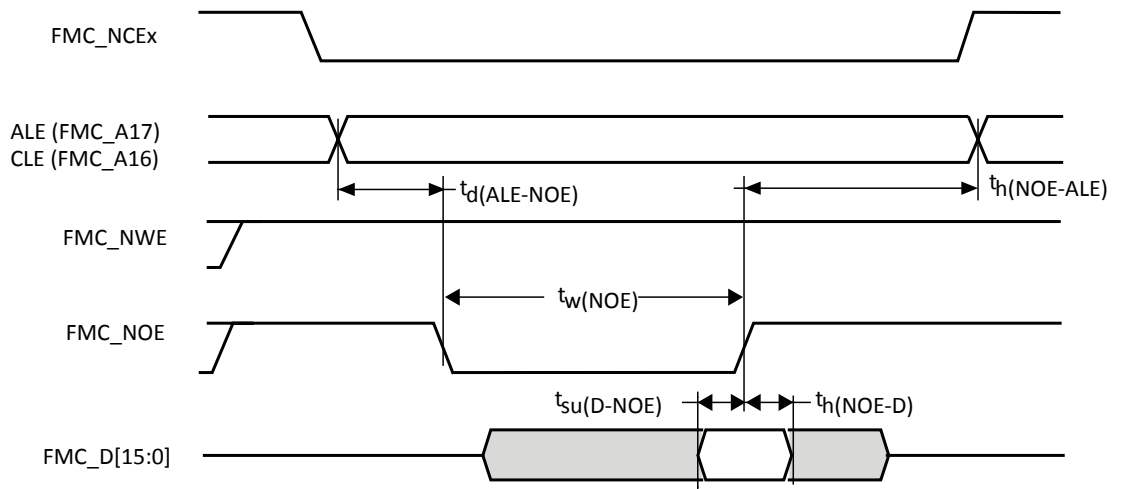 FMC_NCEx
ALE (FMC_A17)
CLE (FMC_A16)
td(ALE-NOE)
th(NOE-ALE)
FMC_NWE
tw(NOE)
FMC_NOE
tsu(D-NOE)
th(NOE-D)
FMC_D[15:0]